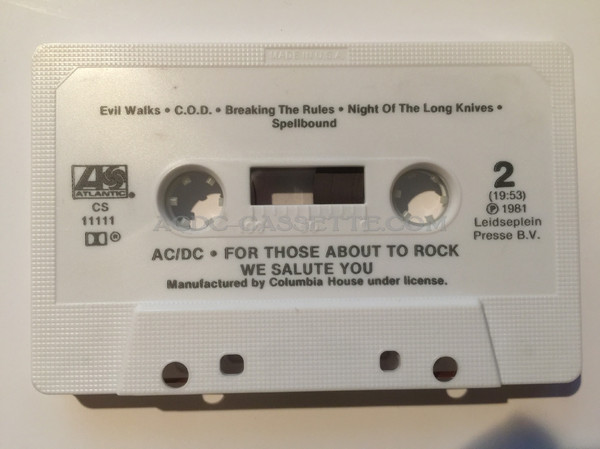 MADE IN U.S.A.
Evil Walks • C.O.D. • Breaking The Rules • Night Of The Long Knives •
Spellbound
ATLANTIC
CS
11111
2
(19:53)
℗ 1981
Leidseplein
Presse B.V.
ACDC-CASSETTE.COM
AC/DC • FOR THOSE ABOUT TO ROCK
WE SALUTE YOU
Manufactured by Columbia House under license.